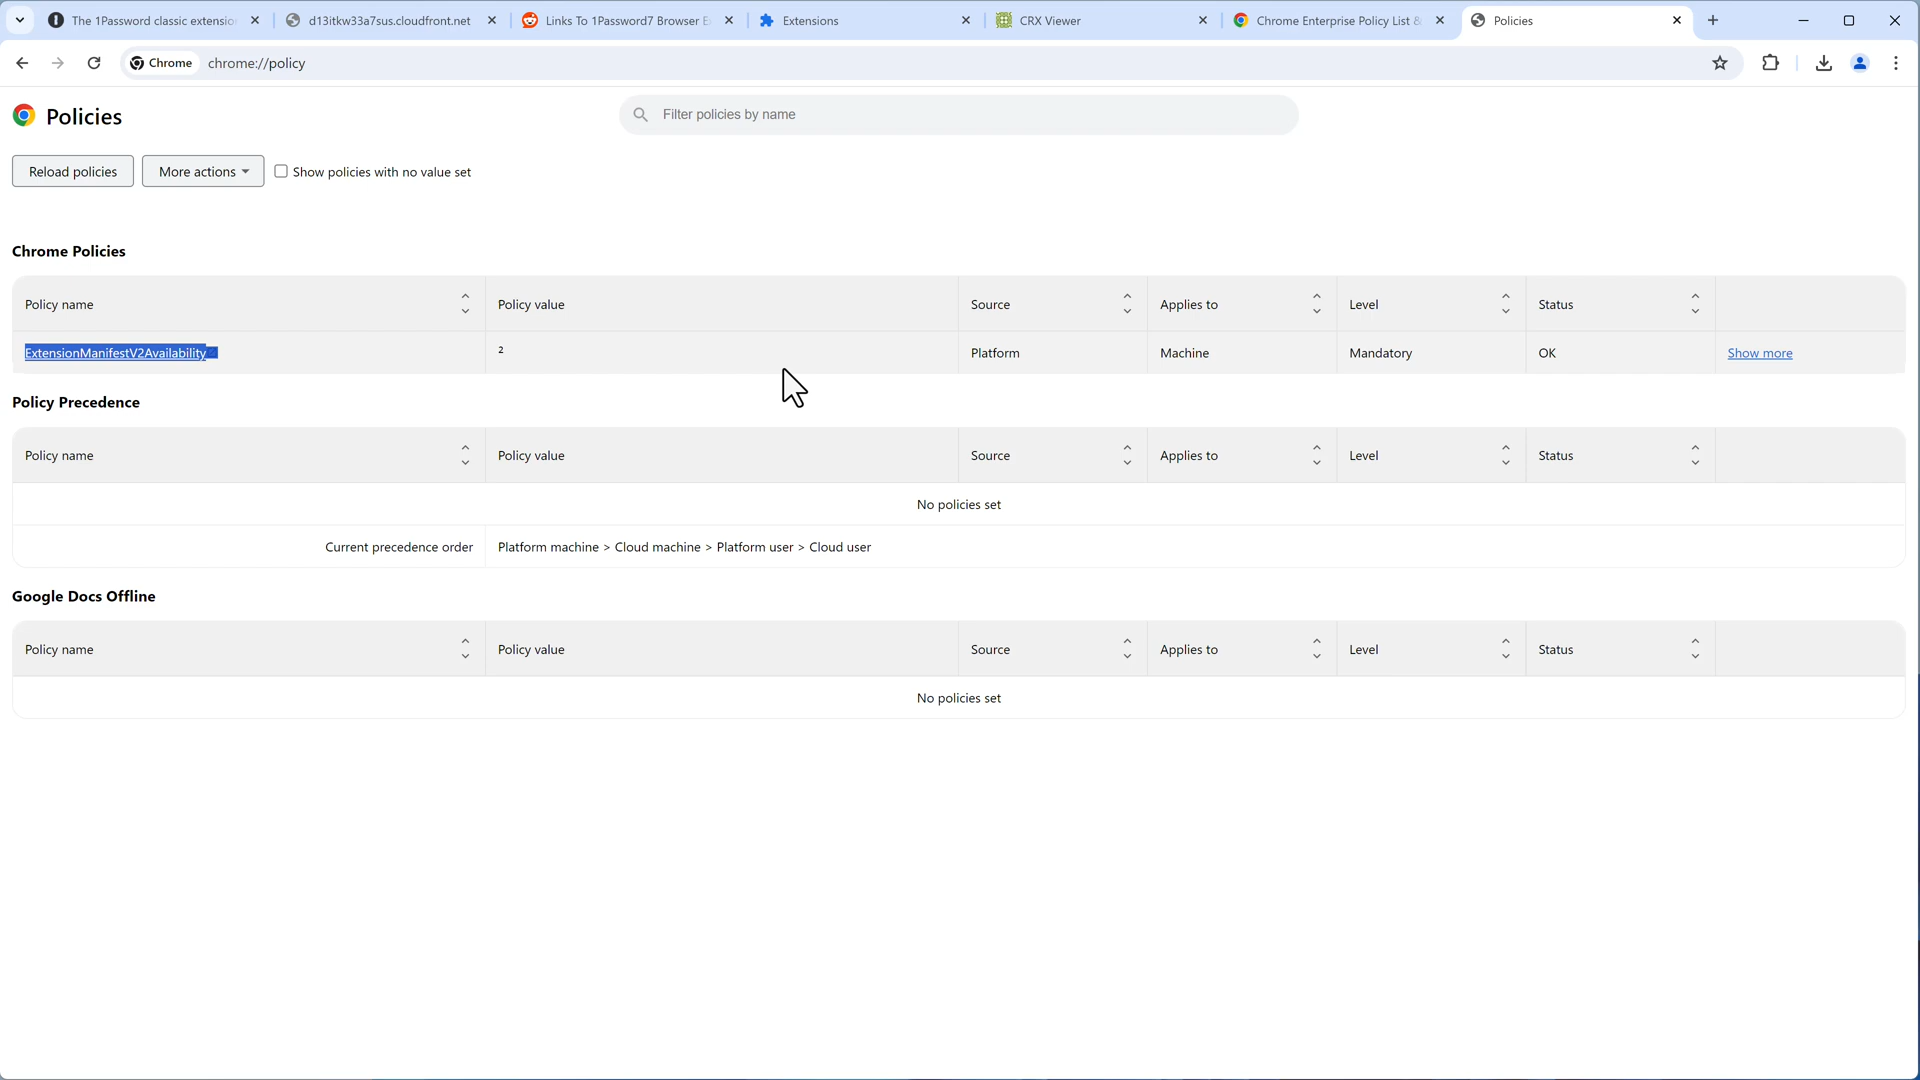 The 1Password classic extensio
d13itkw33a7sus.cloudfront.net
Links To 1Password7 Browser E
Extensions
CRX Viewer
Chrome Enterprise Policy List &
Policies
Chrome
chrome://policy
Policies
Filter policies by name
Reload policies
More actions
Show policies with no value set
Chrome Policies
Policy name Policy value Source Applies to Level Status
ExtensionManifestV2Availability 2 Platform Machine Mandatory OK Show more
Policy Precedence
Policy name Policy value Source Applies to Level Status
No policies set
Current precedence order Platform machine > Cloud machine > Platform user > Cloud user
Google Docs Offline
Policy name Policy value Source Applies to Level Status
No policies set